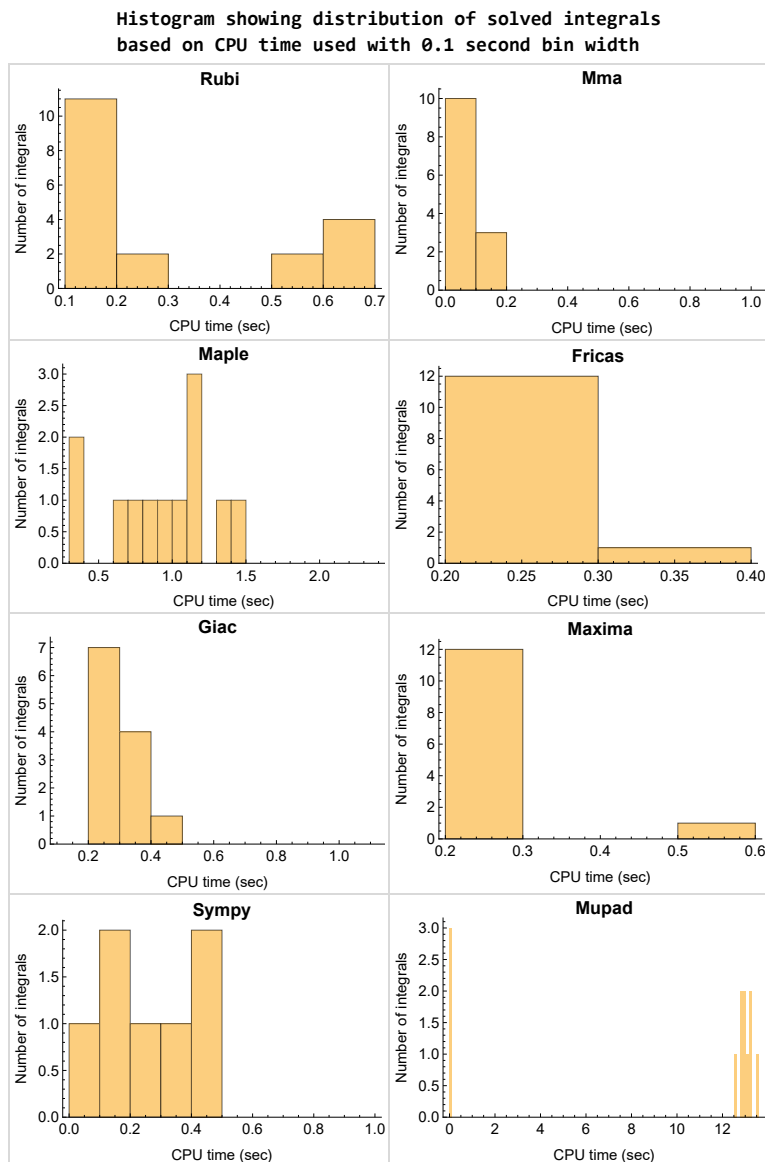 Histogram showing distribution of solved integrals
based on CPU time used with 0.1 second bin width
Rubi
Number of integrals
10
8
6
4
2
0
0.1 0.2 0.3 0.4 0.5 0.6 0.7
CPU time (sec)
Mma
Number of integrals
10
8
6
4
2
0
0.0 0.2 0.4 0.6 0.8 1.0
CPU time (sec)
Maple
Number of integrals
3.0
2.5
2.0
1.5
1.0
0.5
0.0
0.5 1.0 1.5 2.0
CPU time (sec)
Fricas
Number of integrals
12
10
8
6
4
2
0
0.20 0.25 0.30 0.35 0.40
CPU time (sec)
Giac
Number of integrals
7
6
5
4
3
2
1
0
0.2 0.4 0.6 0.8 1.0
CPU time (sec)
Maxima
Number of integrals
12
10
8
6
4
2
0
0.2 0.3 0.4 0.5 0.6
CPU time (sec)
Sympy
Number of integrals
2.0
1.5
1.0
0.5
0.0
0.0 0.2 0.4 0.6 0.8 1.0
CPU time (sec)
Mupad
Number of integrals
3.0
2.5
2.0
1.5
1.0
0.5
0.0
0 2 4 6 8 10 12
CPU time (sec)